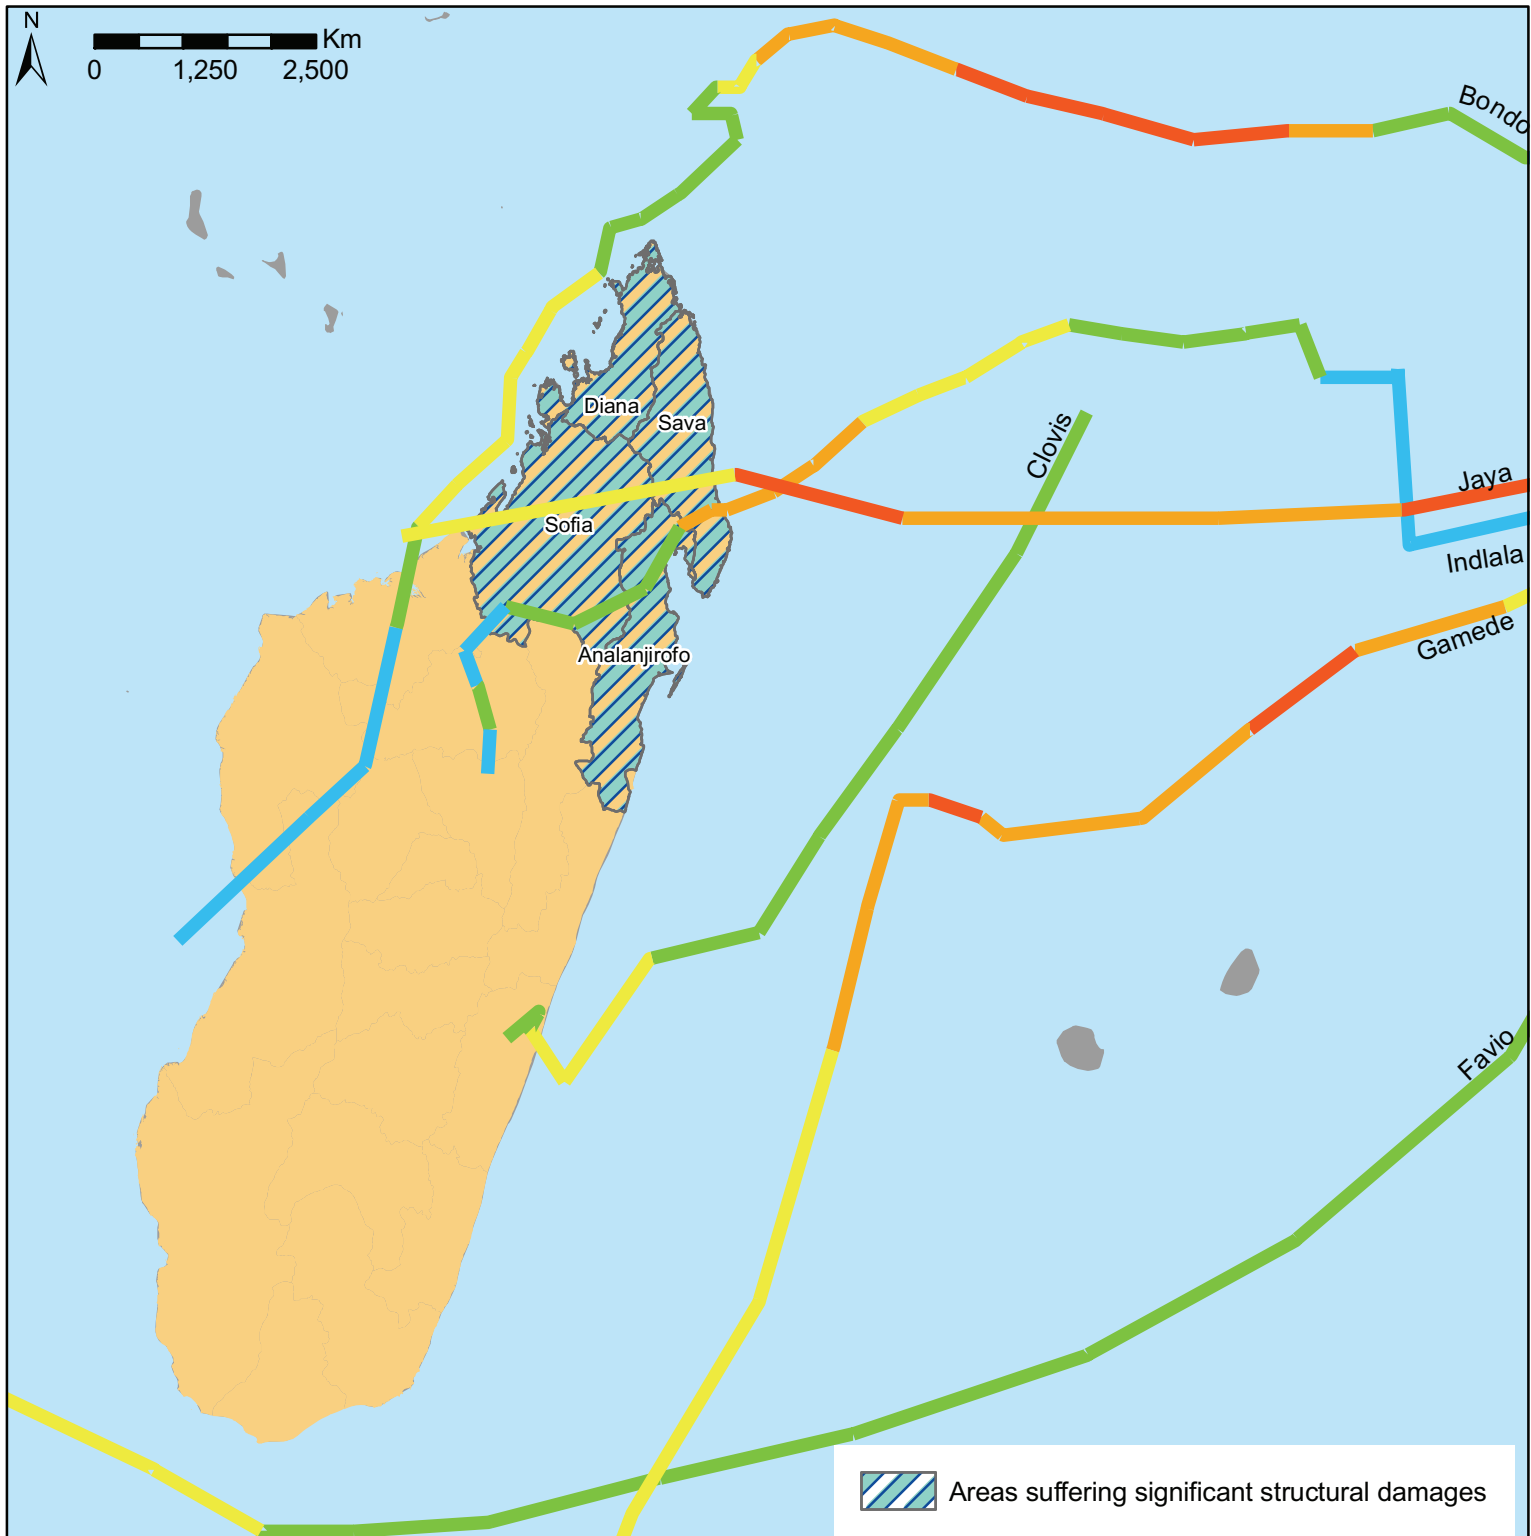 N
Km
0 1,250 2,500
Bondo
Diana
Sava
Clovis
Jaya
Sofia
Indlala
Gamede
Analanjirofo
Favio
Areas suffering significant structural damages